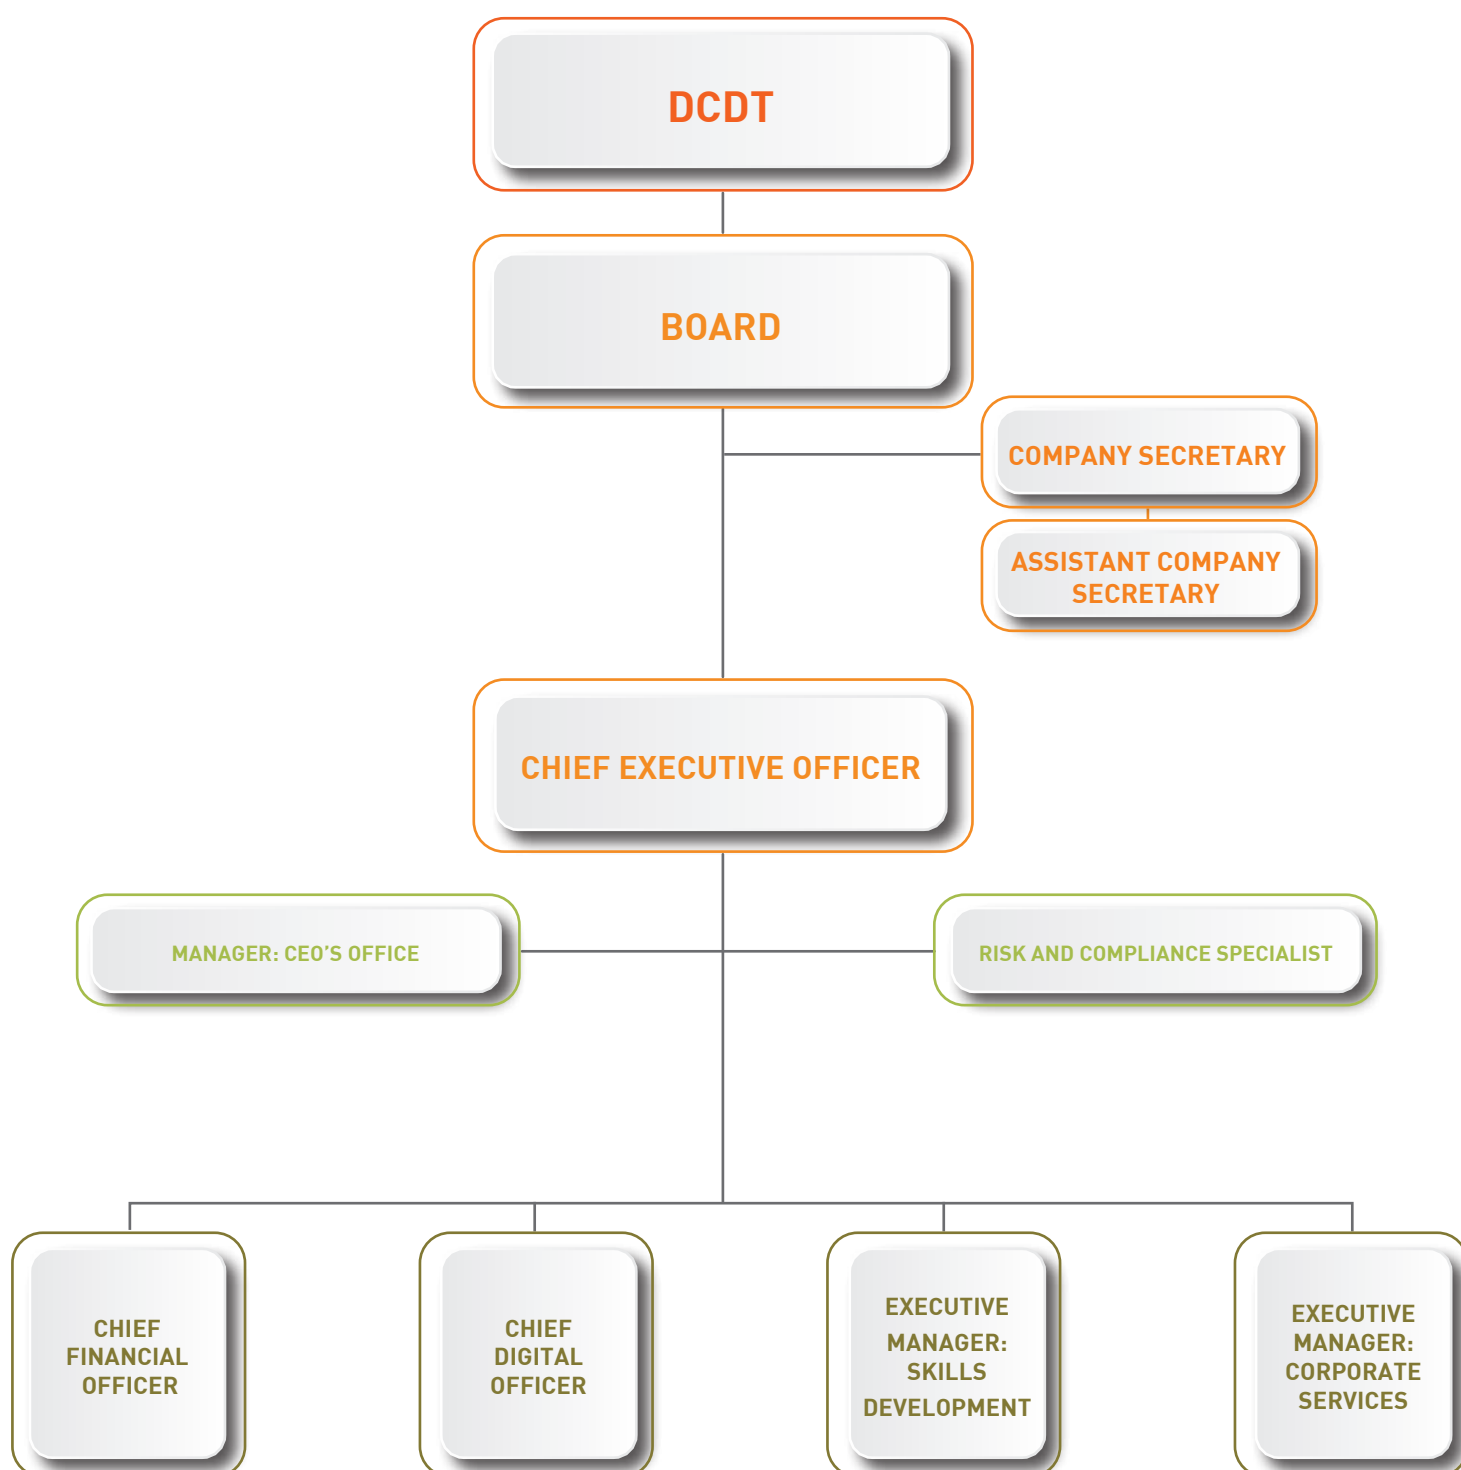 DCDT
BOARD
COMPANY SECRETARY
ASSISTANT COMPANY
SECRETARY
CHIEF EXECUTIVE OFFICER
MANAGER: CEO’S OFFICE
RISK AND COMPLIANCE SPECIALIST
CHIEF
FINANCIAL
OFFICER
CHIEF
DIGITAL
OFFICER
EXECUTIVE
MANAGER:
SKILLS
DEVELOPMENT
EXECUTIVE
MANAGER:
CORPORATE
SERVICES